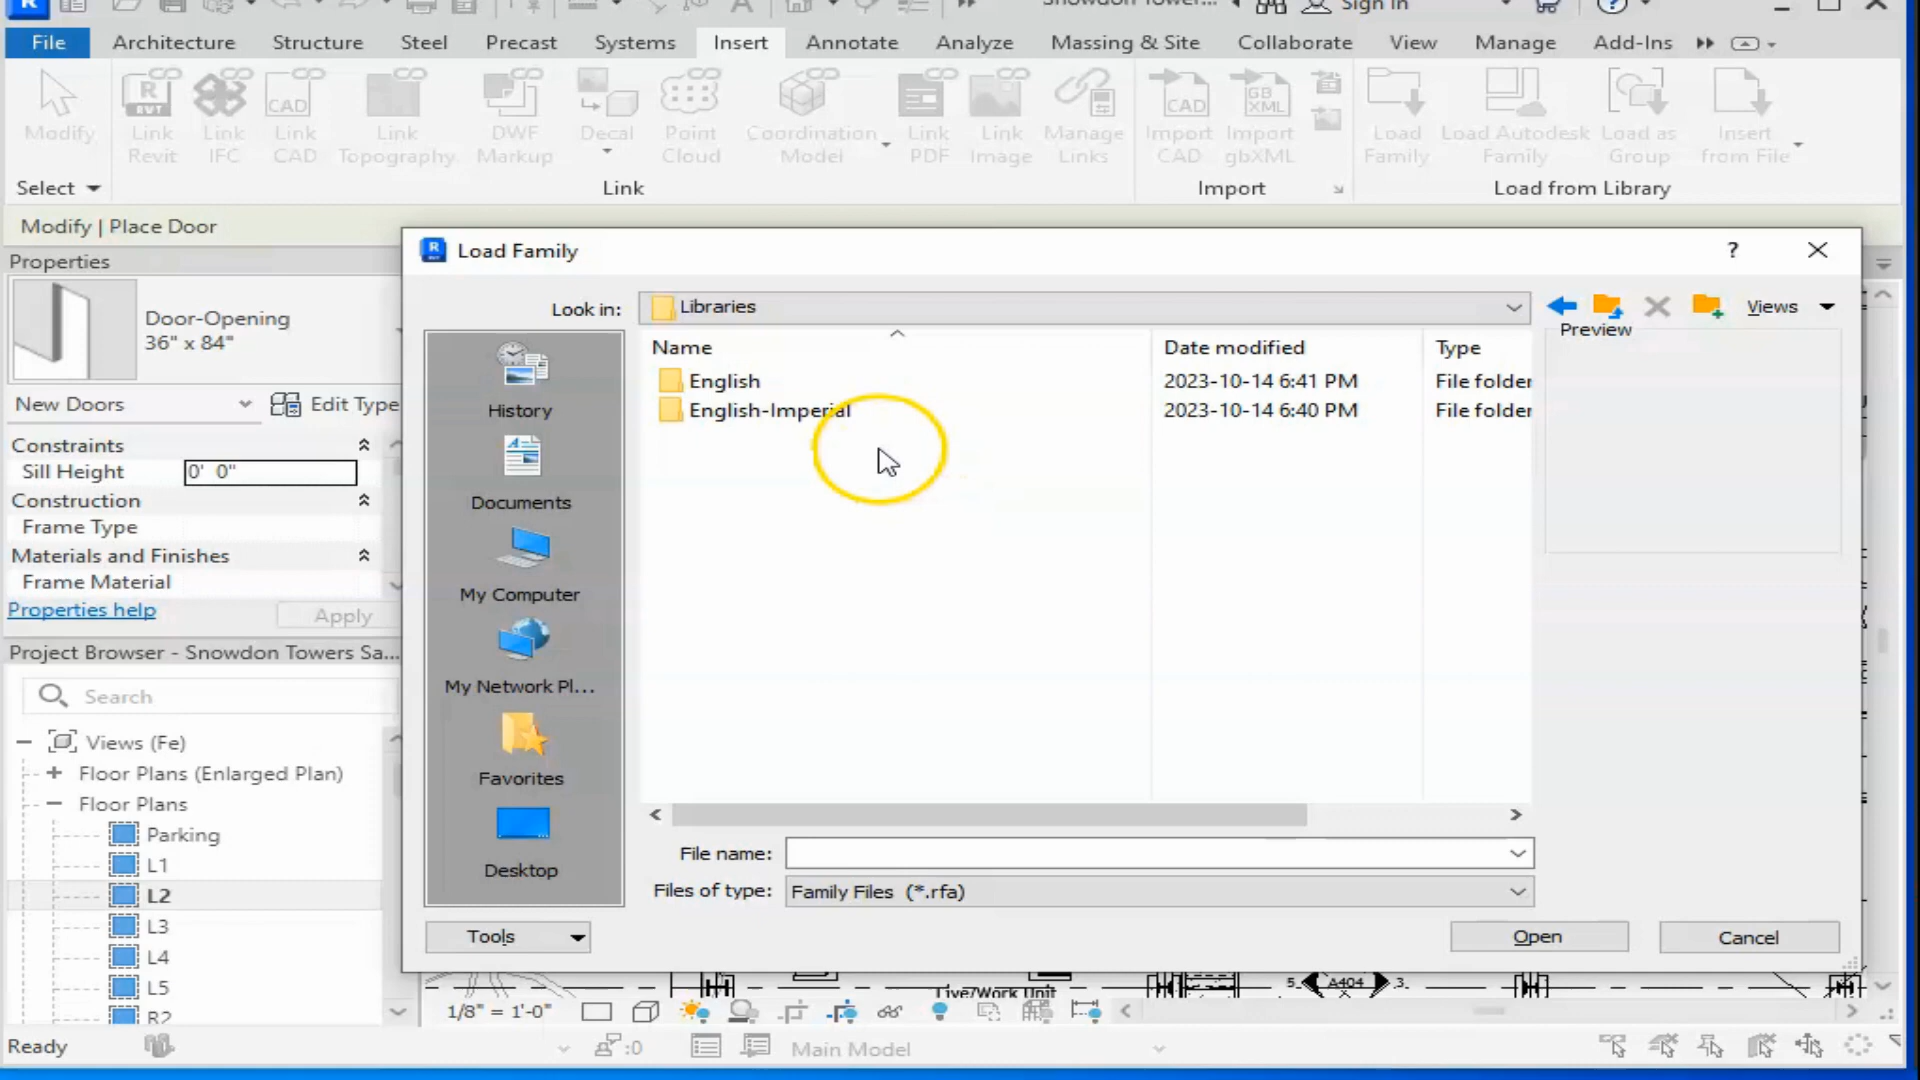 Snowdon Tower... Sign In
File Architecture Structure Steel Precast Systems Insert Annotate Analyze Massing & Site Collaborate View Manage Add-Ins
Modify
Link Revit
Link IFC
Link CAD
Link Topography
DWF Markup
Decal
Point Cloud
Coordination Model
Link PDF
Link Image
Manage Links
Import CAD
Import gbXML
Load Family
Load Autodesk Family
Load as Group
Insert from File
Select Link Import Load from Library
Modify | Place Door
Properties
Door-Opening
36" x 84"
New Doors Edit Type
Constraints
Sill Height 0' 0"
Construction
Frame Type
Materials and Finishes
Frame Material
Properties help Apply
Project Browser - Snowdon Towers Sa...
Search
Views (Fe)
Floor Plans (Enlarged Plan)
Floor Plans
Parking
L1
L2
L3
L4
L5
R2
Load Family
Look in: Libraries Views
Preview
Name Date modified Type
English 2023-10-14 6:41 PM File folder
English-Imperial 2023-10-14 6:40 PM File folder
History
Documents
My Computer
My Network Pl...
Favorites
Desktop
File name:
Files of type: Family Files (*.rfa)
Tools Open Cancel
Live/Work Unit
5 A404 3
1/8" = 1'-0"
Ready :0 Main Model